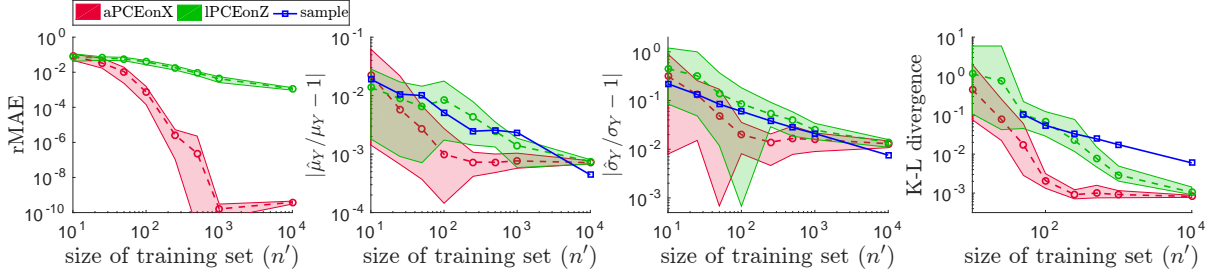 aPCEonX lPCEonZ sample
rMAE
10^0
10^-2
10^-4
10^-6
10^-8
10^-10
10^1 10^2 10^3 10^4
size of training set (n′)
|μ̂_Y/μ_Y − 1|
10^-1
10^-2
10^-3
10^-4
10^1 10^2 10^3 10^4
size of training set (n′)
|σ̂_Y/σ_Y − 1|
10^0
10^-1
10^-2
10^-3
10^1 10^2 10^3 10^4
size of training set (n′)
K-L divergence
10^1
10^0
10^-1
10^-2
10^-3
10^2 10^3 10^4
size of training set (n′)